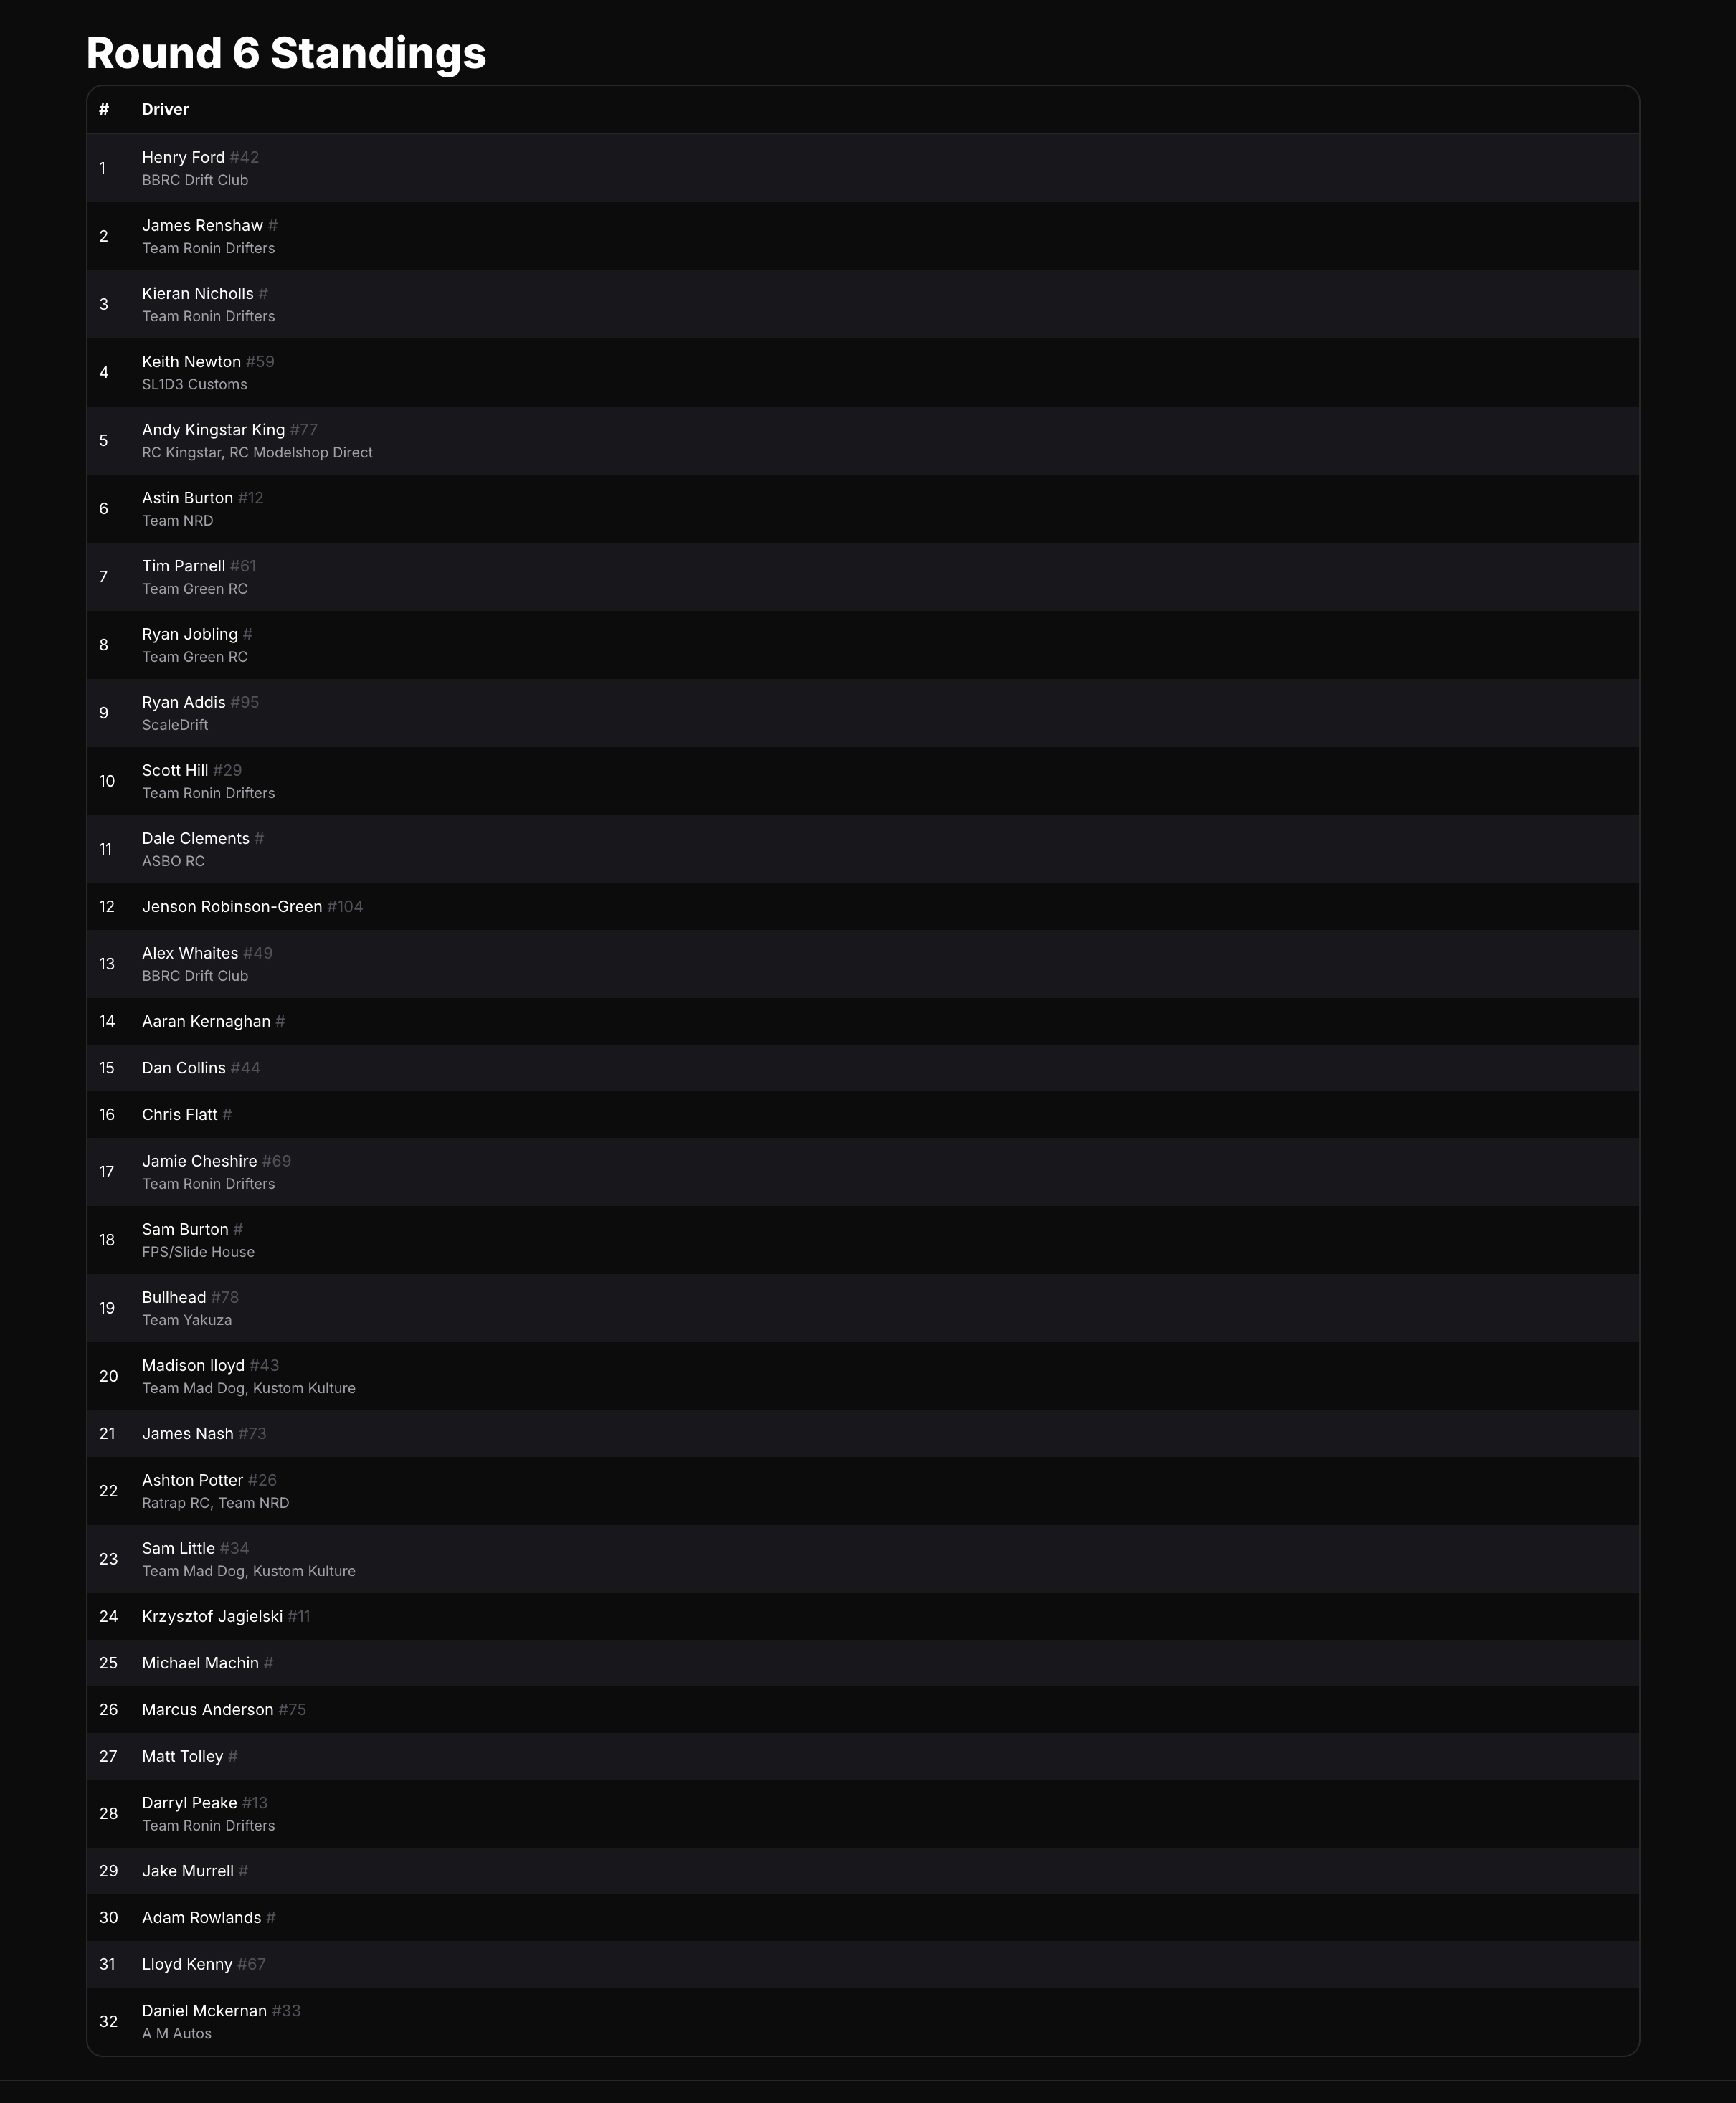 Round 6 Standings
# Driver
1 Henry Ford #42
BBRC Drift Club
2 James Renshaw #
Team Ronin Drifters
3 Kieran Nicholls #
Team Ronin Drifters
4 Keith Newton #59
SL1D3 Customs
5 Andy Kingstar King #77
RC Kingstar, RC Modelshop Direct
6 Astin Burton #12
Team NRD
7 Tim Parnell #61
Team Green RC
8 Ryan Jobling #
Team Green RC
9 Ryan Addis #95
ScaleDrift
10 Scott Hill #29
Team Ronin Drifters
11 Dale Clements #
ASBO RC
12 Jenson Robinson-Green #104
13 Alex Whaites #49
BBRC Drift Club
14 Aaran Kernaghan #
15 Dan Collins #44
16 Chris Flatt #
17 Jamie Cheshire #69
Team Ronin Drifters
18 Sam Burton #
FPS/Slide House
19 Bullhead #78
Team Yakuza
20 Madison lloyd #43
Team Mad Dog, Kustom Kulture
21 James Nash #73
22 Ashton Potter #26
Ratrap RC, Team NRD
23 Sam Little #34
Team Mad Dog, Kustom Kulture
24 Krzysztof Jagielski #11
25 Michael Machin #
26 Marcus Anderson #75
27 Matt Tolley #
28 Darryl Peake #13
Team Ronin Drifters
29 Jake Murrell #
30 Adam Rowlands #
31 Lloyd Kenny #67
32 Daniel Mckernan #33
A M Autos